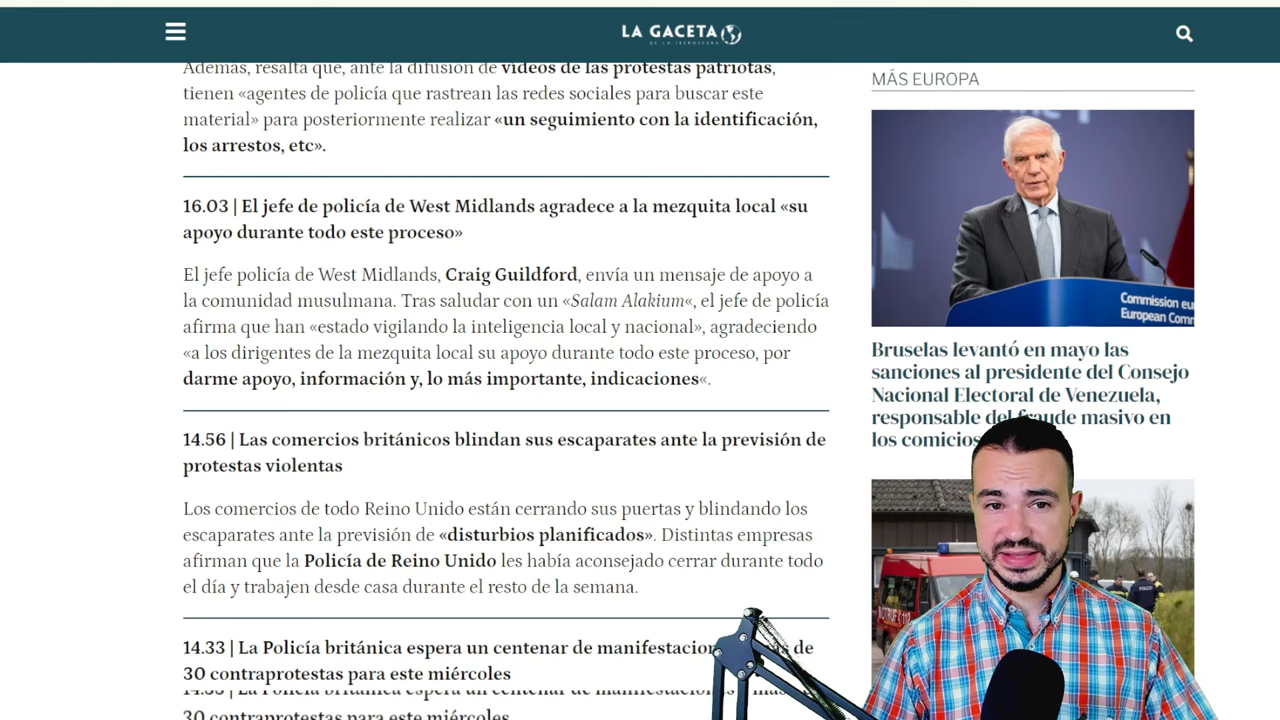 LA GACETA
DE LA IBEROSFERA
Además, resalta que, ante la difusión de vídeos de las protestas patriotas,
tienen «agentes de policía que rastrean las redes sociales para buscar este
material» para posteriormente realizar «un seguimiento con la identificación,
los arrestos, etc».
16.03 | El jefe de policía de West Midlands agradece a la mezquita local «su
apoyo durante todo este proceso»
El jefe policía de West Midlands, Craig Guildford, envía un mensaje de apoyo a
la comunidad musulmana. Tras saludar con un «Salam Alakium«, el jefe de policía
afirma que han «estado vigilando la inteligencia local y nacional», agradeciendo
«a los dirigentes de la mezquita local su apoyo durante todo este proceso, por
darme apoyo, información y, lo más importante, indicaciones«.
14.56 | Las comercios británicos blindan sus escaparates ante la previsión de
protestas violentas
Los comercios de todo Reino Unido están cerrando sus puertas y blindando los
escaparates ante la previsión de «disturbios planificados». Distintas empresas
afirman que la Policía de Reino Unido les había aconsejado cerrar durante todo
el día y trabajen desde casa durante el resto de la semana.
14.33 | La Policía británica espera un centenar de manifestacion de
30 contraprotestas para este miércoles
14.33 | La Policía británica espera un centenar de manifestacion
30 contraprotestas para este miércoles
MÁS EUROPA
Commission eu
European Com
Bruselas levantó en mayo las
sanciones al presidente del Consejo
Nacional Electoral de Venezuela,
responsable del fraude masivo en
los comicios